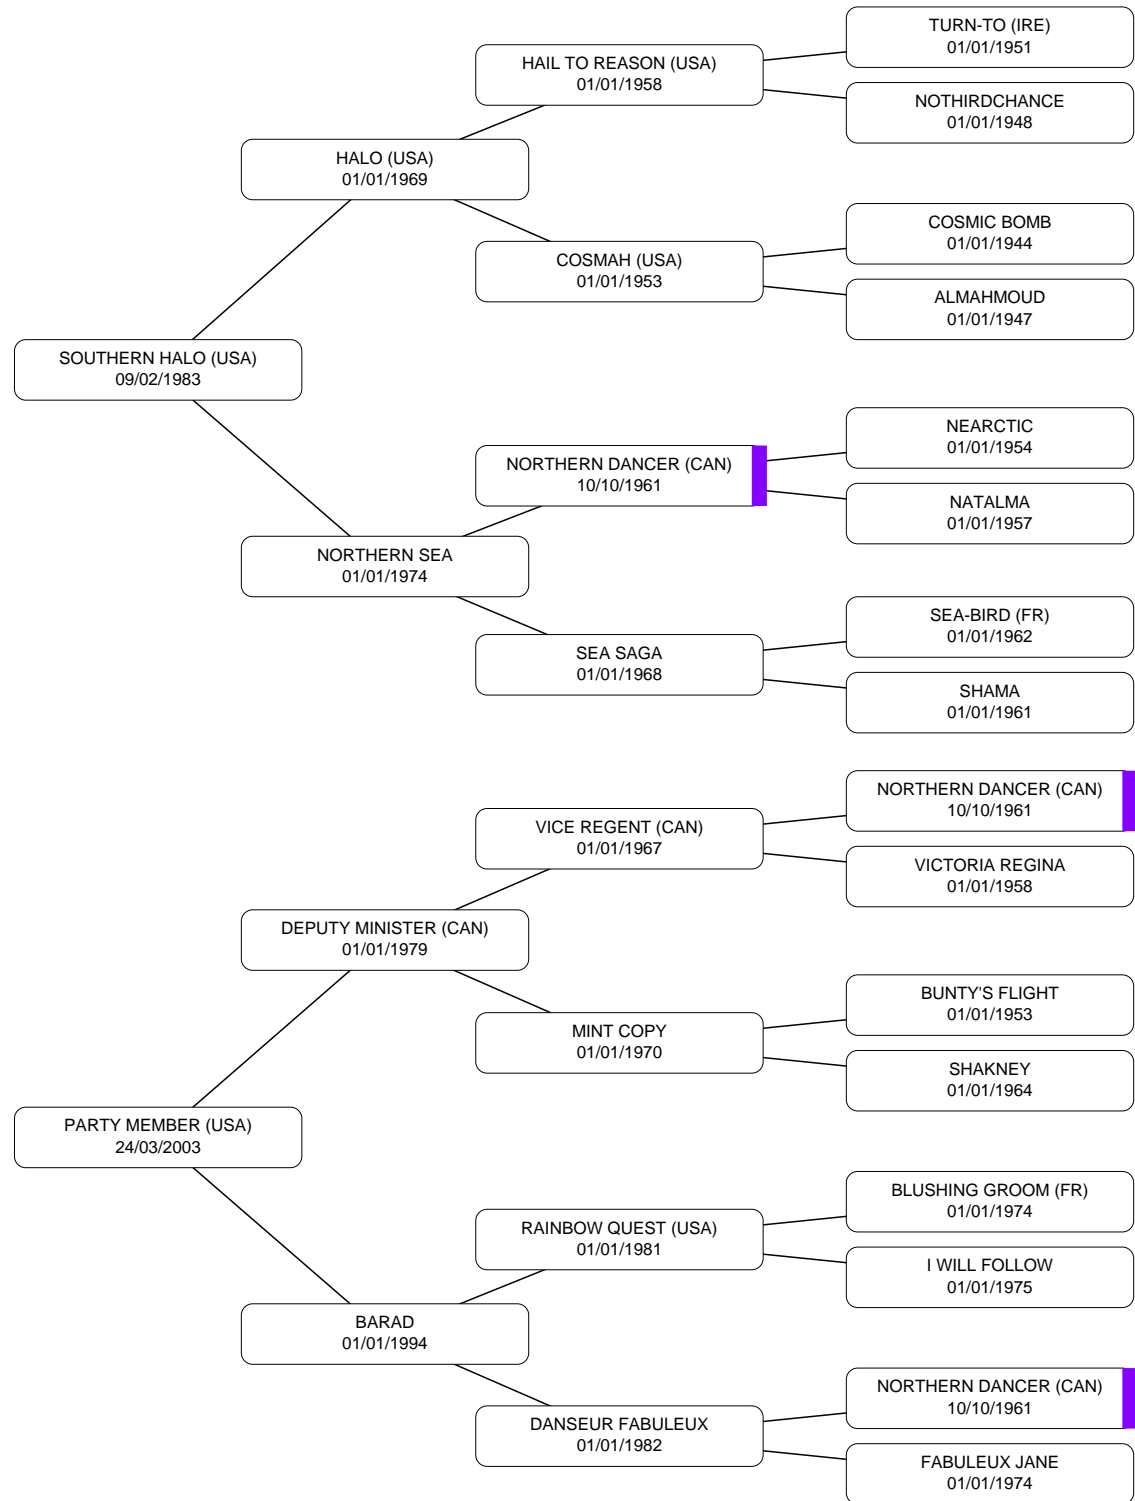 TURN-TO (IRE)
01/01/1951
HAIL TO REASON (USA)
01/01/1958
NOTHIRDCHANCE
01/01/1948
HALO (USA)
01/01/1969
COSMIC BOMB
01/01/1944
COSMAH (USA)
01/01/1953
ALMAHMOUD
01/01/1947
SOUTHERN HALO (USA)
09/02/1983
NEARCTIC
01/01/1954
NORTHERN DANCER (CAN)
10/10/1961
NATALMA
01/01/1957
NORTHERN SEA
01/01/1974
SEA-BIRD (FR)
01/01/1962
SEA SAGA
01/01/1968
SHAMA
01/01/1961
NORTHERN DANCER (CAN)
10/10/1961
VICE REGENT (CAN)
01/01/1967
VICTORIA REGINA
01/01/1958
DEPUTY MINISTER (CAN)
01/01/1979
BUNTY'S FLIGHT
01/01/1953
MINT COPY
01/01/1970
SHAKNEY
01/01/1964
PARTY MEMBER (USA)
24/03/2003
BLUSHING GROOM (FR)
01/01/1974
RAINBOW QUEST (USA)
01/01/1981
I WILL FOLLOW
01/01/1975
BARAD
01/01/1994
NORTHERN DANCER (CAN)
10/10/1961
DANSEUR FABULEUX
01/01/1982
FABULEUX JANE
01/01/1974